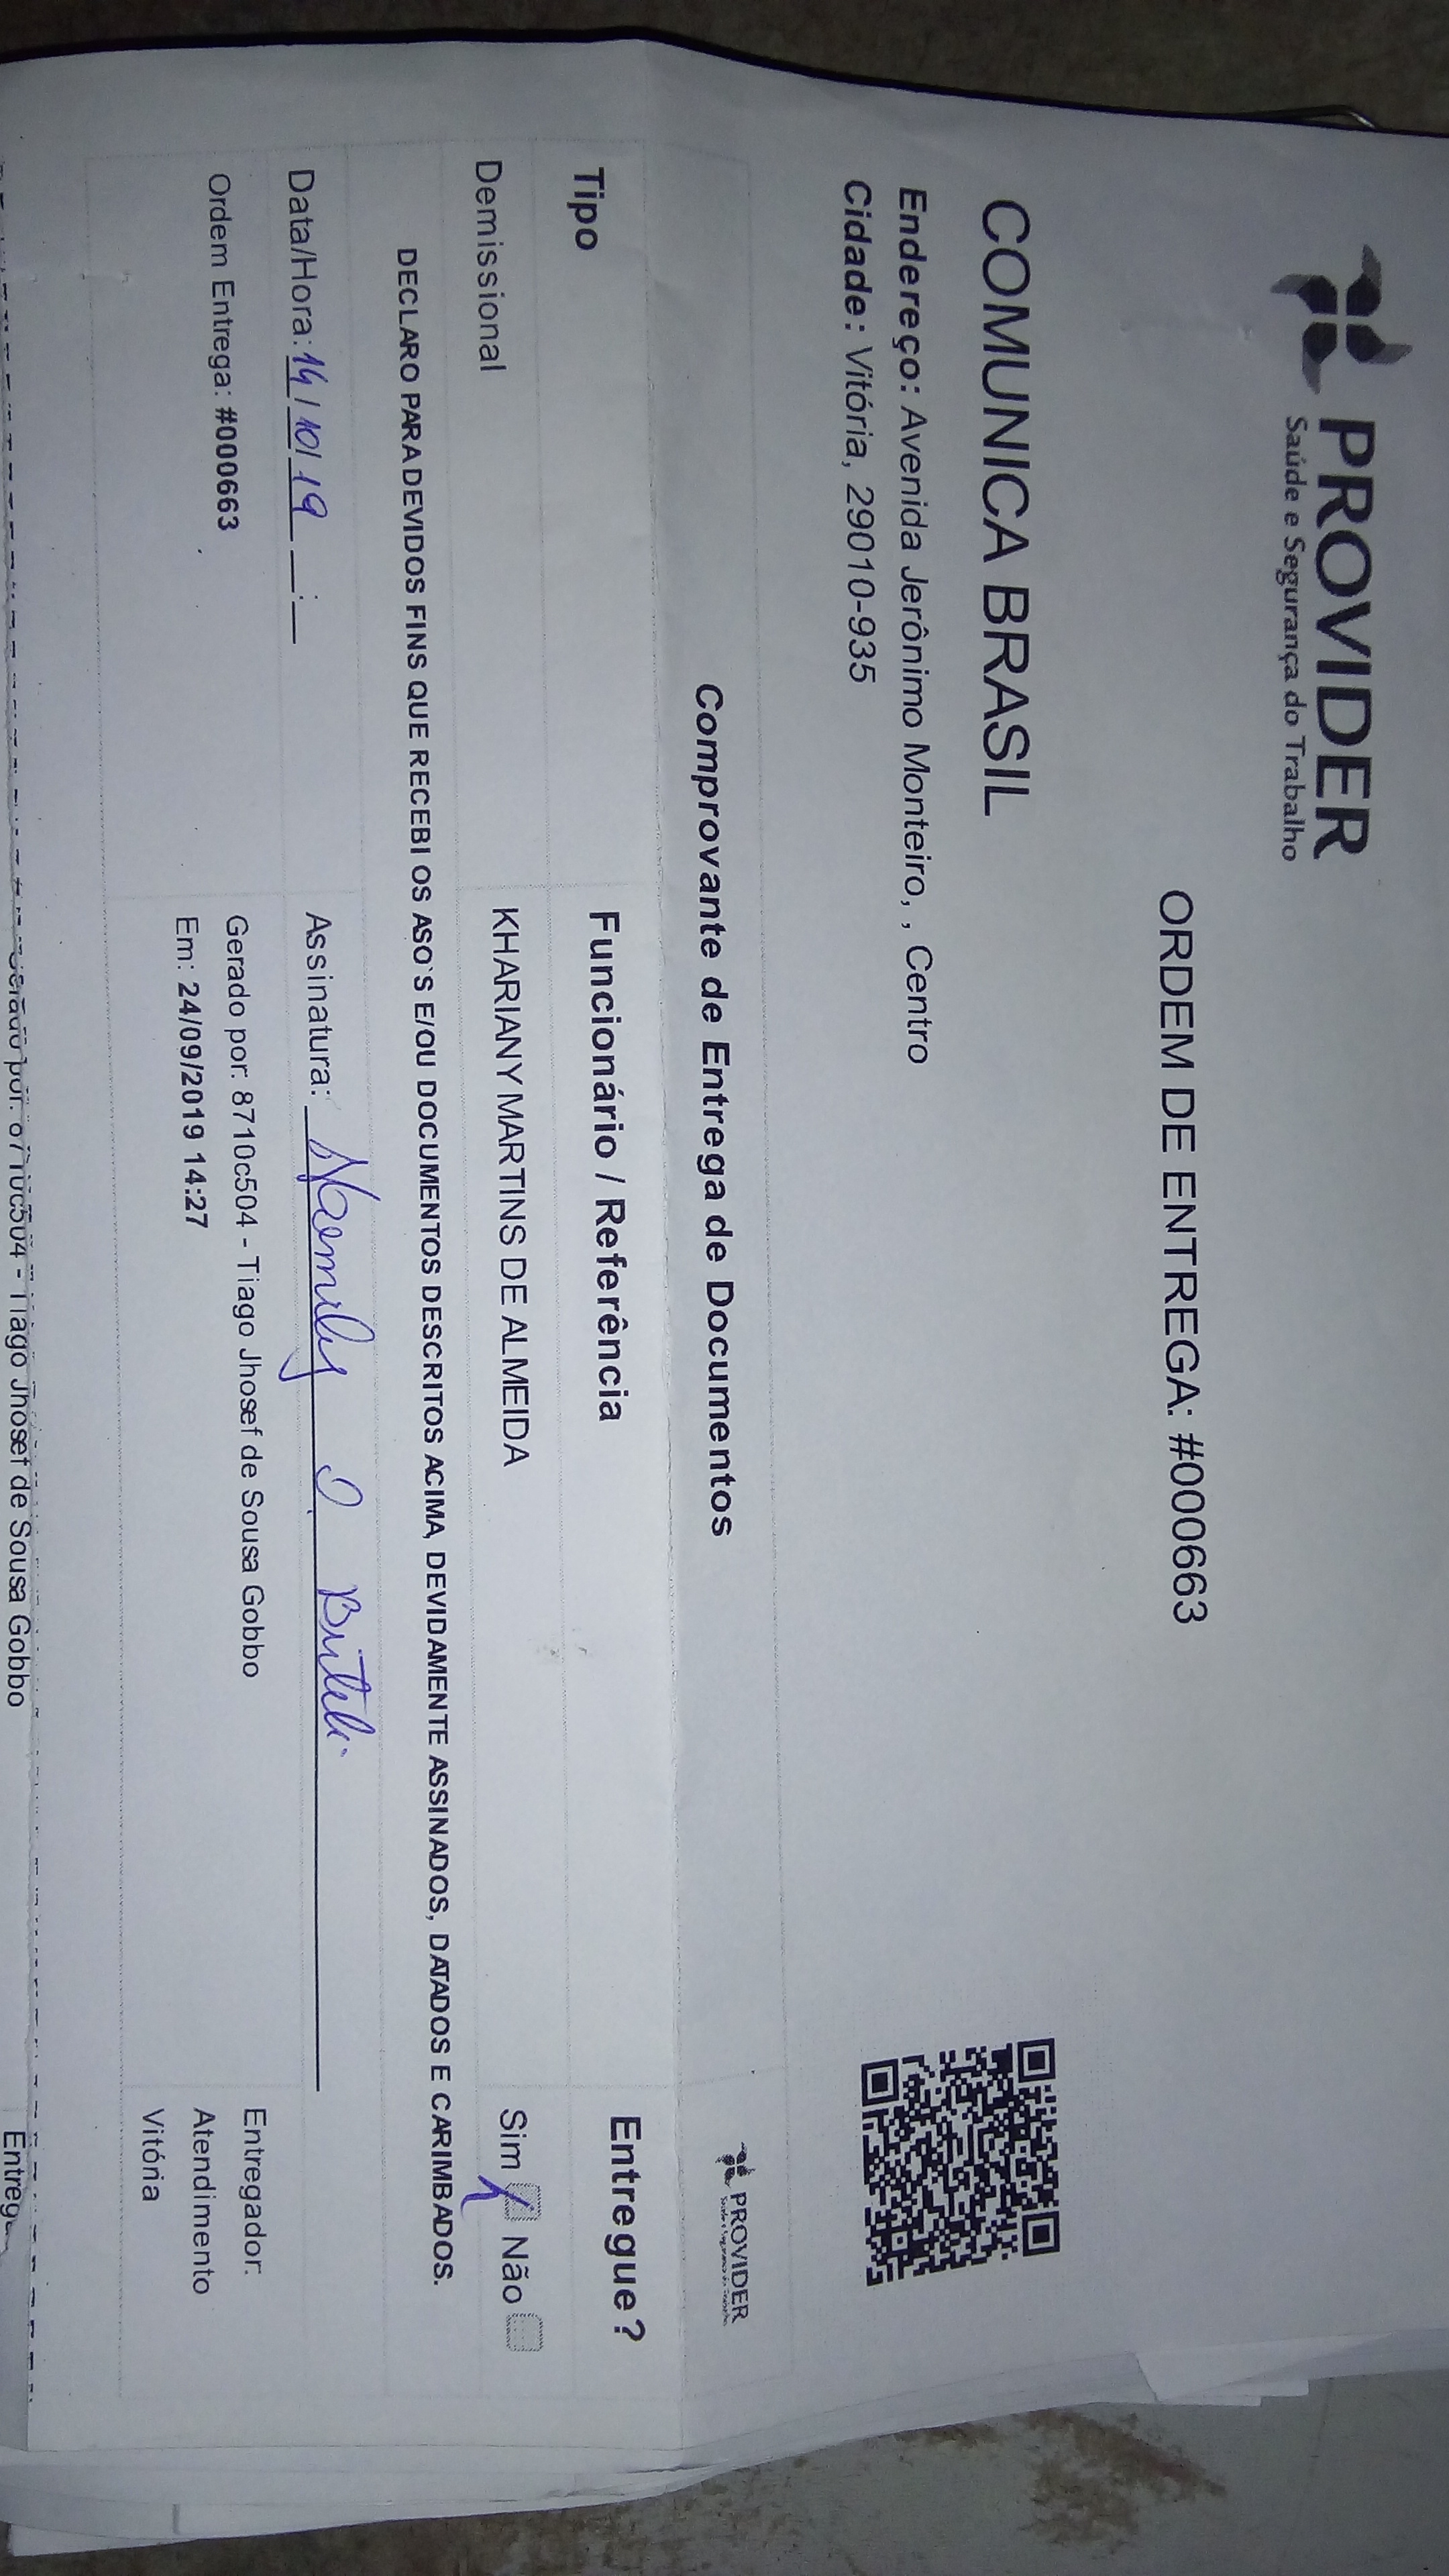 PROVIDER
Saúde e Segurança do Trabalho
ORDEM DE ENTREGA: #000663
COMUNICA BRASIL
Endereço: Avenida Jerônimo Monteiro, , Centro
Cidade: Vitória, 29010-935
Comprovante de Entrega de Documentos
PROVIDER
Tipo Funcionário / Referência Entregue?
Demissional KHARIANY MARTINS DE ALMEIDA Sim Não
DECLARO PARA DEVIDOS FINS QUE RECEBI OS ASO`S E/OU DOCUMENTOS DESCRITOS ACIMA, DEVIDAMENTE ASSINADOS, DATADOS E CARIMBADOS.
Data/Hora: 14/10/19 __:__ Assinatura:
Ordem Entrega: #000663 Gerado por: 8710c504 - Tiago Jhosef de Sousa Gobbo Entregador:
Em: 24/09/2019 14:27 Atendimento
Vitória
Gerado por: 8710c504 - Tiago Jhosef de Sousa Gobbo